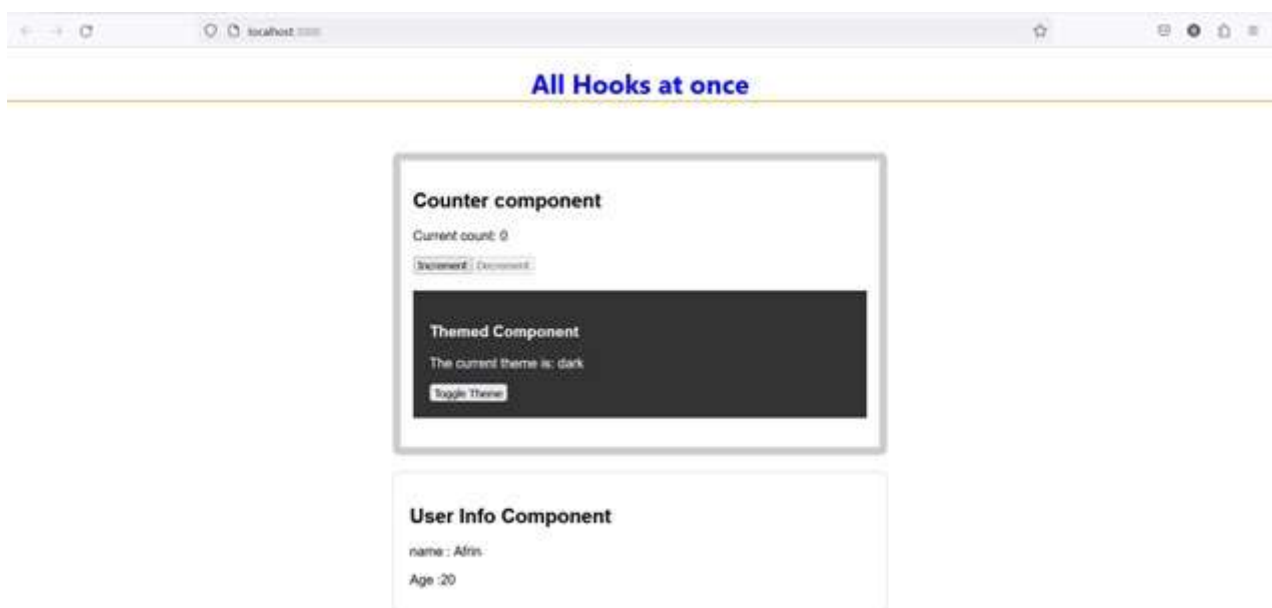 localhost
All Hooks at once
Counter component
Current count: 0
Increment Decrement
Themed Component
The current theme is: dark
Toggle Theme
User Info Component
name : Afrin
Age :20